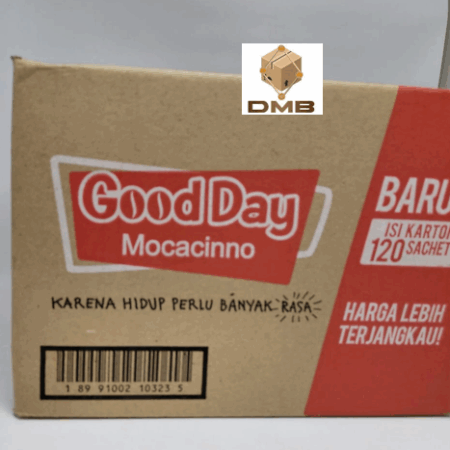 DMB
Good Day
Mocacinno
KARENA HIDUP PERLU BANYAK RASA
BARU
ISI KARTON
120 SACHET
HARGA LEBIH
TERJANGKAU!
1 89 91002 10323 5